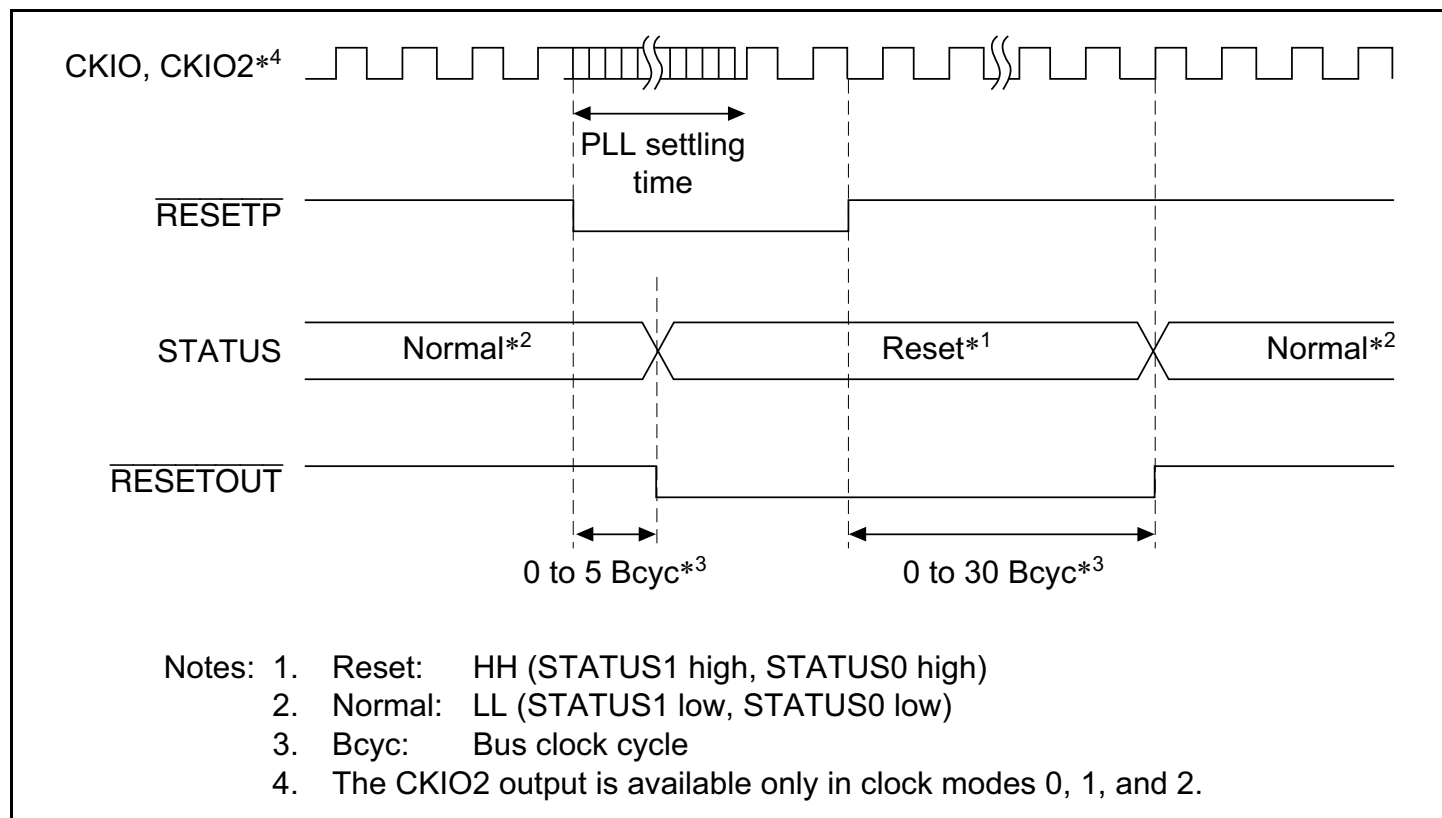 CKIO, CKIO2*4
PLL settling
time
RESETP
STATUS
Normal*2
Reset*1
Normal*2
RESETOUT
0 to 5 Bcyc*3
0 to 30 Bcyc*3
Notes: 1. Reset: HH (STATUS1 high, STATUS0 high)
2. Normal: LL (STATUS1 low, STATUS0 low)
3. Bcyc: Bus clock cycle
4. The CKIO2 output is available only in clock modes 0, 1, and 2.